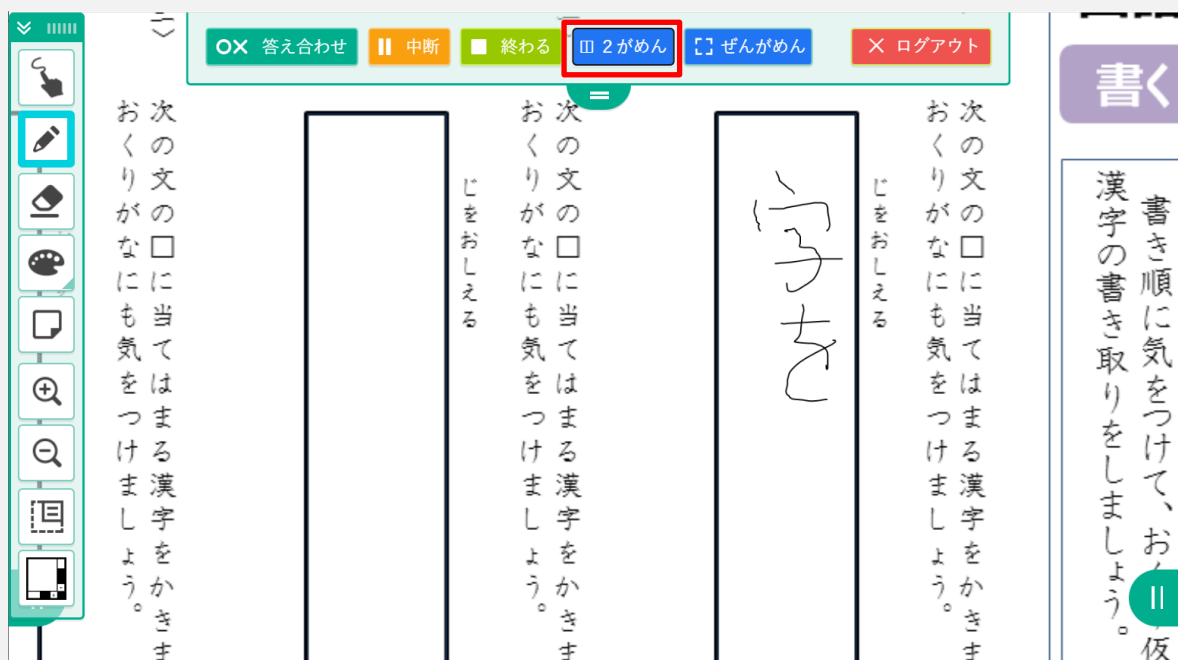 OX 答え合わせ
中断
終わる
2がめん
ぜんがめん
ログアウト
書く
書き順に気をつけて、お
仮
漢字の書き取りをしましょう。
次の文の□に当てはまる漢字をかきま
おくりがなにも気をつけましょう。
じをおしえる
字を
次の文の□に当てはまる漢字をかきま
おくりがなにも気をつけましょう。
じをおしえる
次の文の□に当てはまる漢字をかきま
おくりがなにも気をつけましょう。